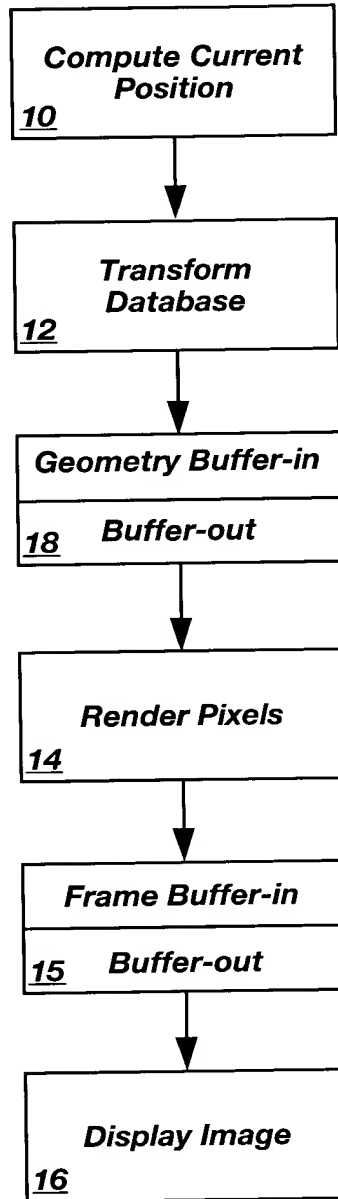 Compute Current
Position
10
Transform
Database
12
Geometry Buffer-in
Buffer-out
18
Render Pixels
14
Frame Buffer-in
Buffer-out
15
Display Image
16